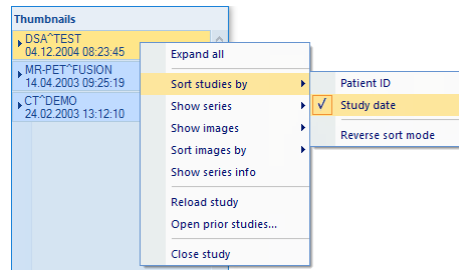 Thumbnails
DSA^TEST
04.12.2004 08:23:45
MR-PET^FUSION
14.04.2003 09:25:19
CT^DEMO
24.02.2003 13:12:10
Expand all
Sort studies by
Show series
Show images
Sort images by
Show series info
Reload study
Open prior studies...
Close study
Patient ID
Study date
Reverse sort mode